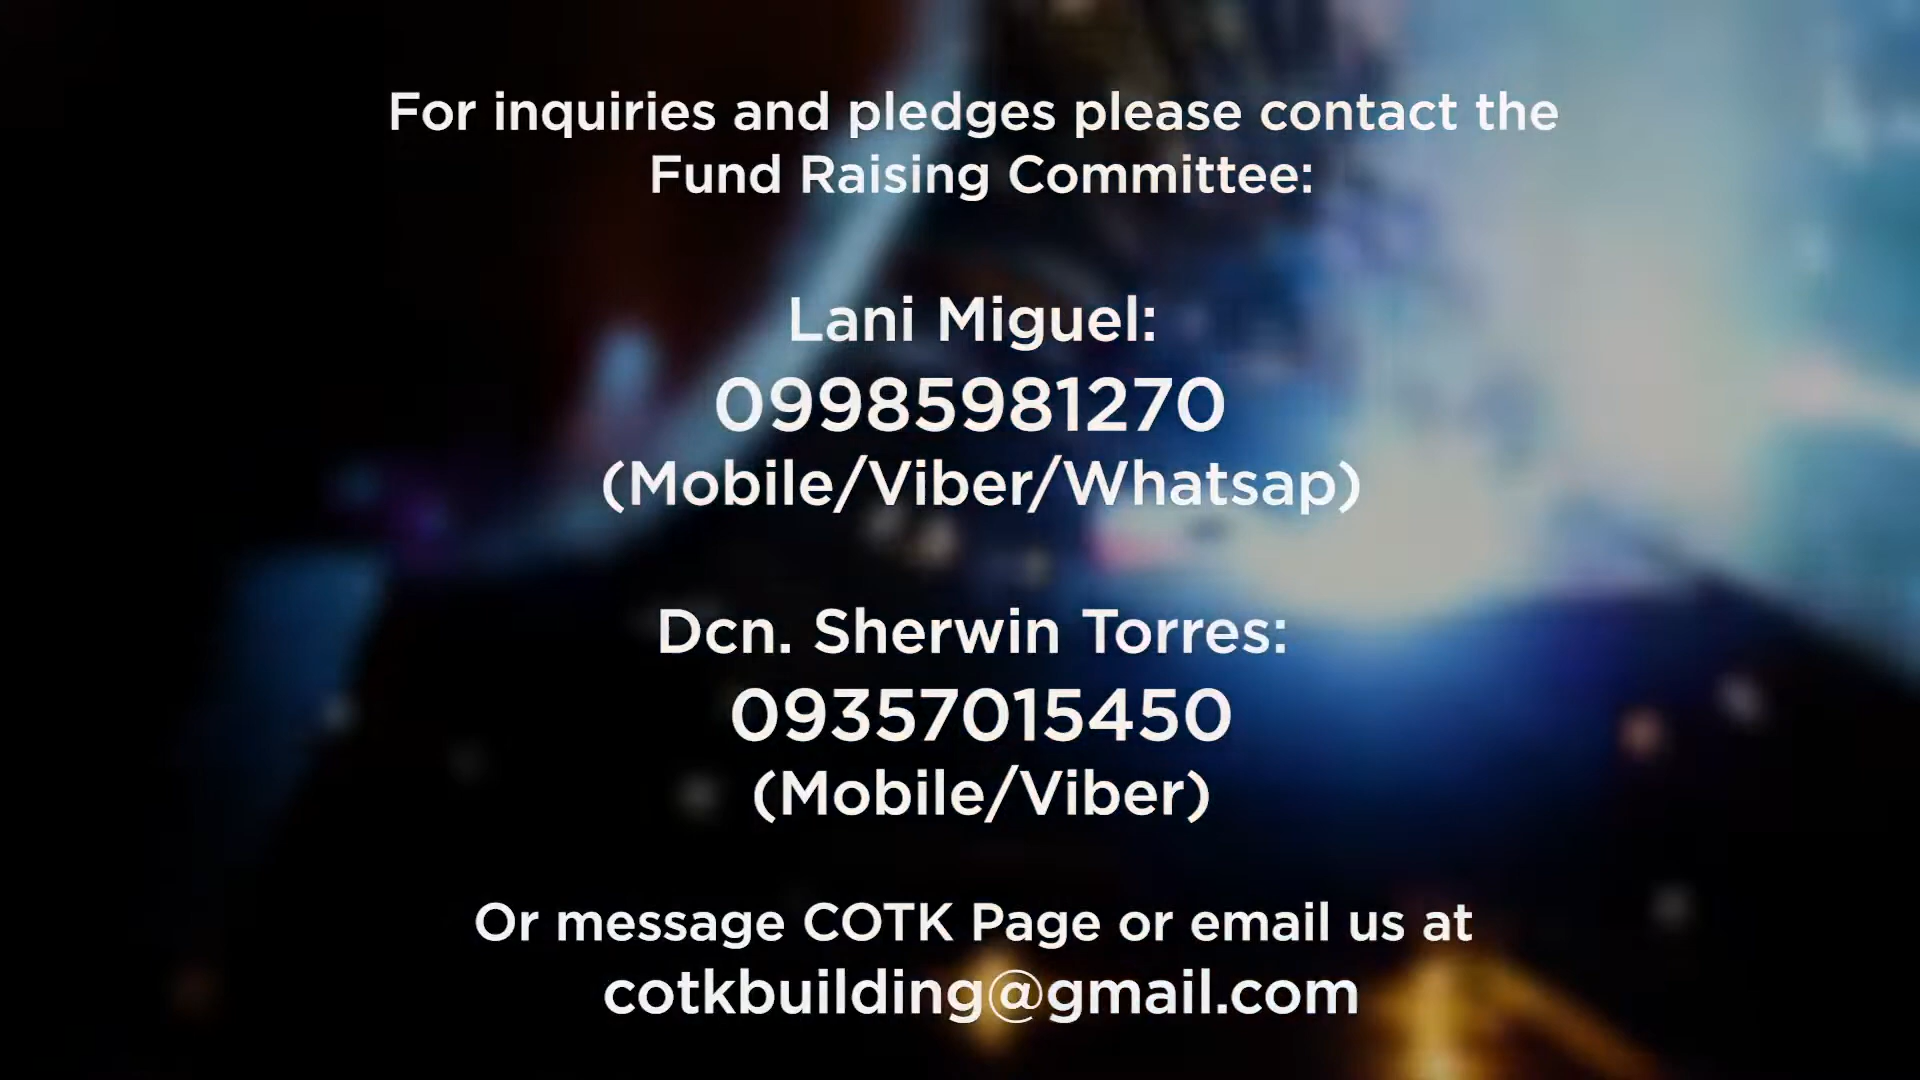 For inquiries and pledges please contact the
Fund Raising Committee:
Lani Miguel:
09985981270
(Mobile/Viber/Whatsap)
Dcn. Sherwin Torres:
09357015450
(Mobile/Viber)
Or message COTK Page or email us at
cotkbuilding@gmail.com